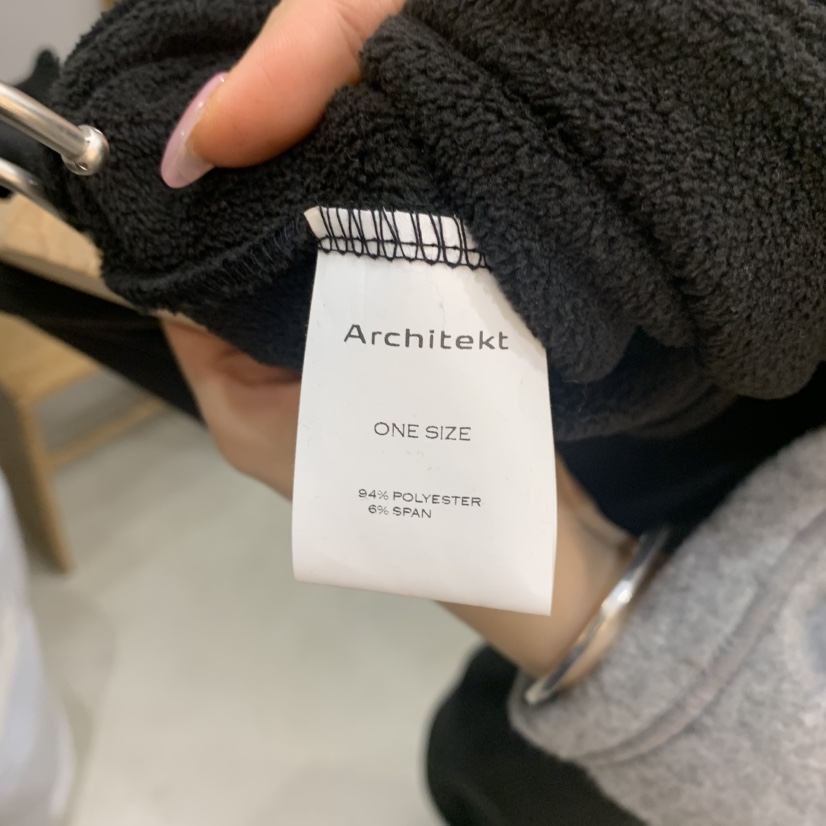 Architekt
ONE SIZE
94% POLYESTER
6% SPAN